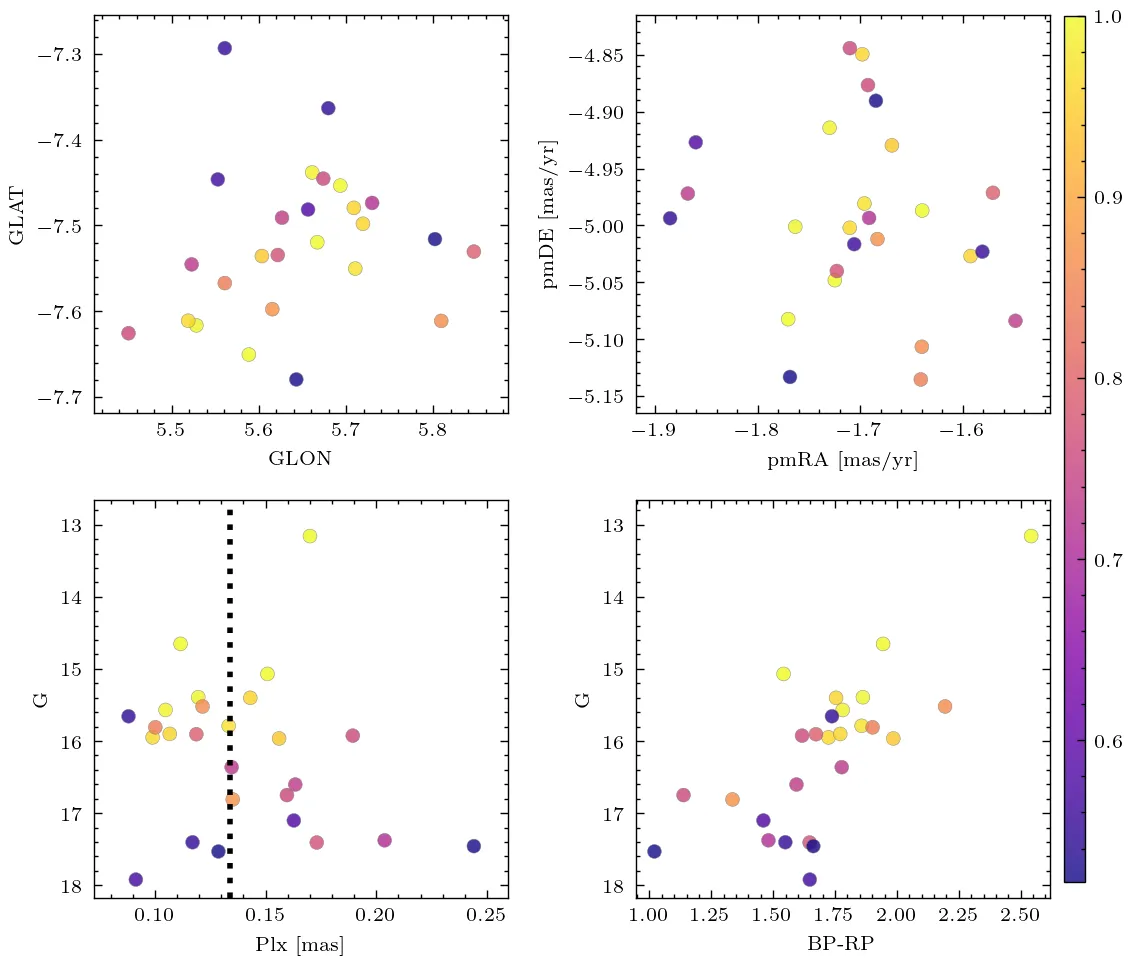 −7.3
−7.4
−7.5
−7.6
−7.7
GLAT
5.5 5.6 5.7 5.8
GLON
−4.85
−4.90
−4.95
−5.00
−5.05
−5.10
−5.15
pmDE [mas/yr]
−1.9 −1.8 −1.7 −1.6
pmRA [mas/yr]
1.0
0.9
0.8
0.7
0.6
13
14
15
16
17
18
G
0.10 0.15 0.20 0.25
Plx [mas]
13
14
15
16
17
18
G
1.00 1.25 1.50 1.75 2.00 2.25 2.50
BP-RP